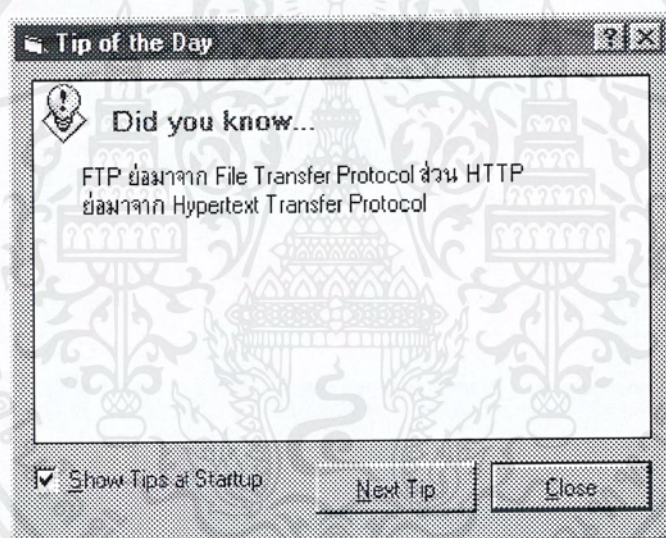 Tip of the Day
Did you know...
FTP ย่อมาจาก File Transfer Protocol ส่วน HTTP
ย่อมาจาก Hypertext Transfer Protocol
Show Tips at Startup
Next Tip
Close